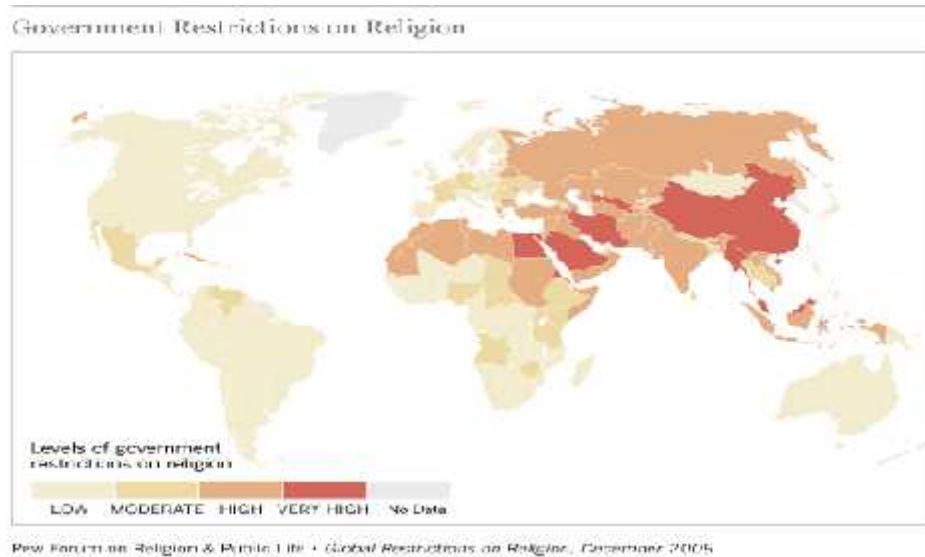 Government Restrictions on Religion
Levels of government
restrictions on religion
LOW MODERATE HIGH VERY HIGH No Data
Pew Forum on Religion & Public Life • Global Restrictions on Religion, December